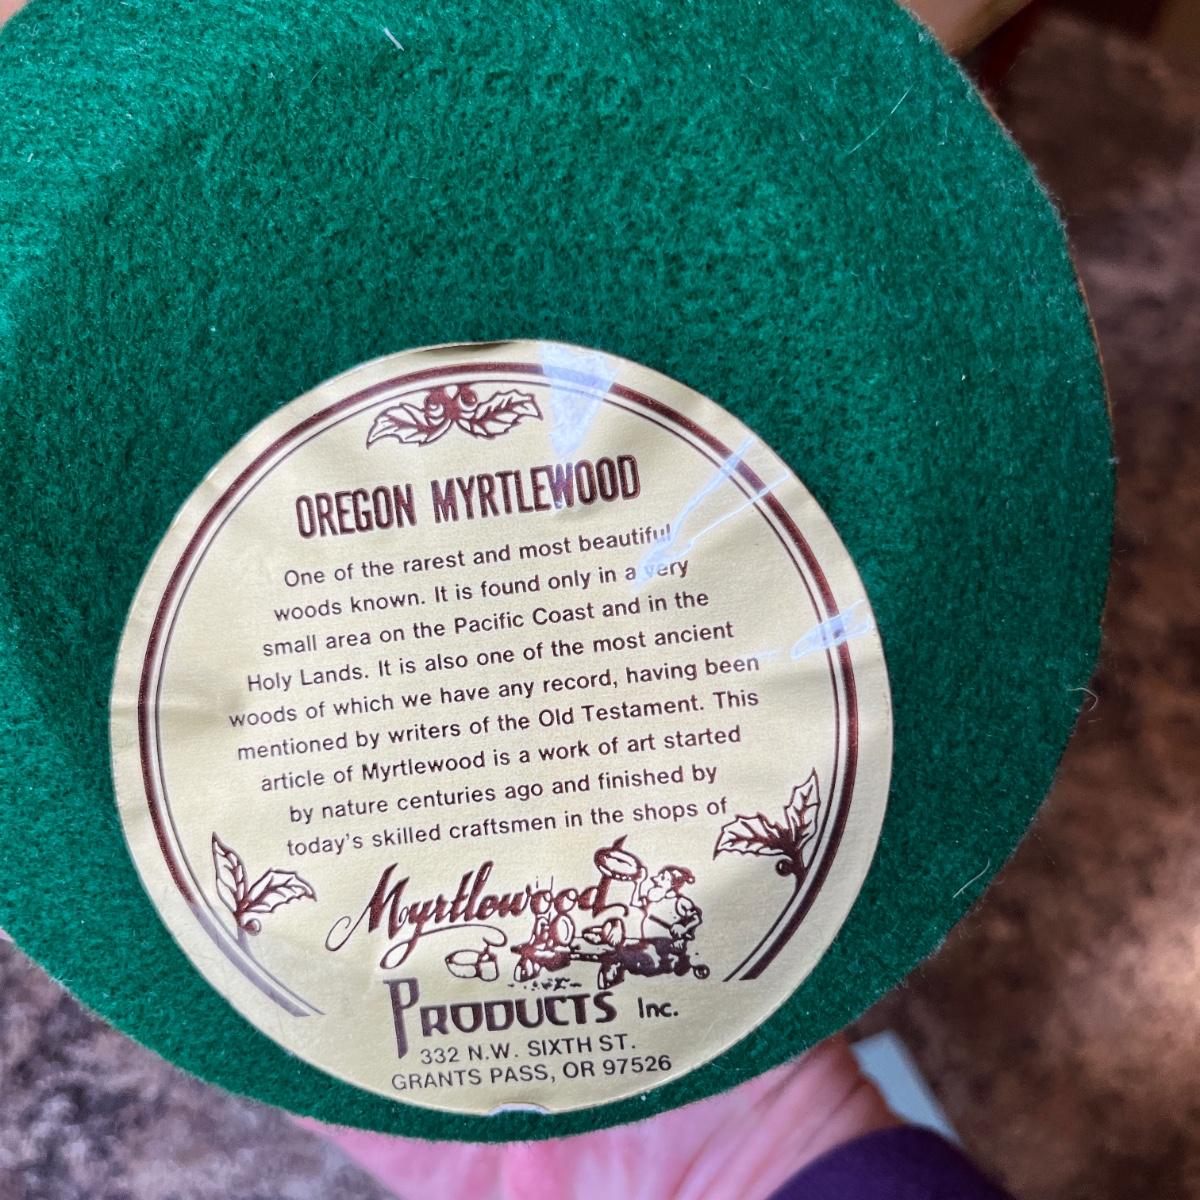 OREGON MYRTLEWOOD
One of the rarest and most beautiful
woods known. It is found only in a very
small area on the Pacific Coast and in the
Holy Lands. It is also one of the most ancient
woods of which we have any record, having been
mentioned by writers of the Old Testament. This
article of Myrtlewood is a work of art started
by nature centuries ago and finished by
today's skilled craftsmen in the shops of
Myrtlewood
PRODUCTS Inc.
332 N.W. SIXTH ST.
GRANTS PASS, OR 97526